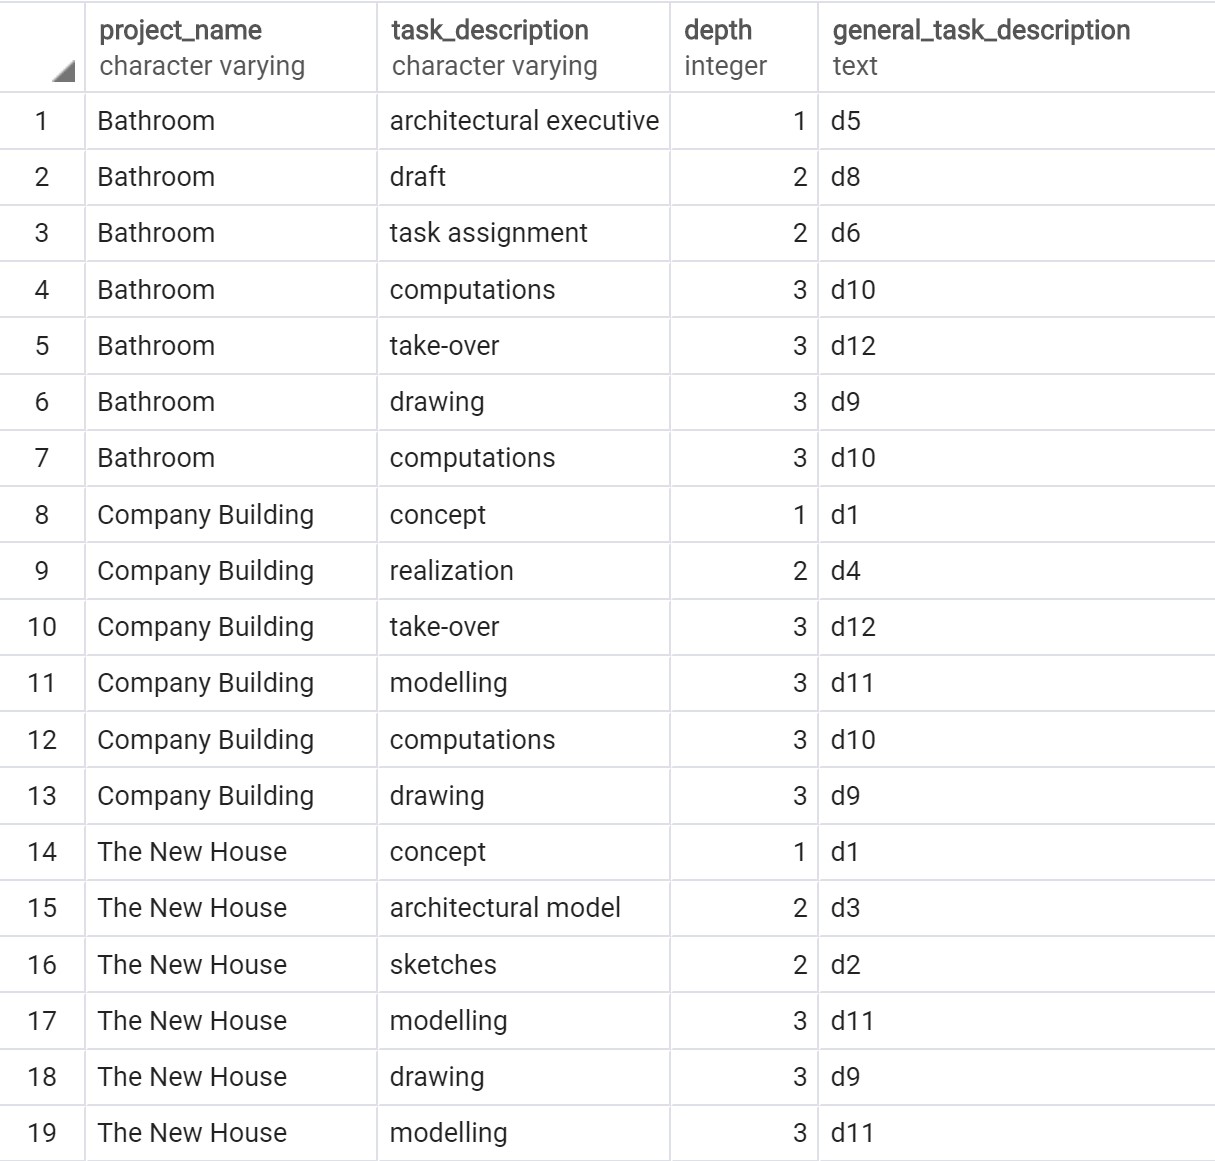 project_name task_description depth general_task_description
character varying character varying integer text
1 Bathroom architectural executive 1 d5
2 Bathroom draft 2 d8
3 Bathroom task assignment 2 d6
4 Bathroom computations 3 d10
5 Bathroom take-over 3 d12
6 Bathroom drawing 3 d9
7 Bathroom computations 3 d10
8 Company Building concept 1 d1
9 Company Building realization 2 d4
10 Company Building take-over 3 d12
11 Company Building modelling 3 d11
12 Company Building computations 3 d10
13 Company Building drawing 3 d9
14 The New House concept 1 d1
15 The New House architectural model 2 d3
16 The New House sketches 2 d2
17 The New House modelling 3 d11
18 The New House drawing 3 d9
19 The New House modelling 3 d11